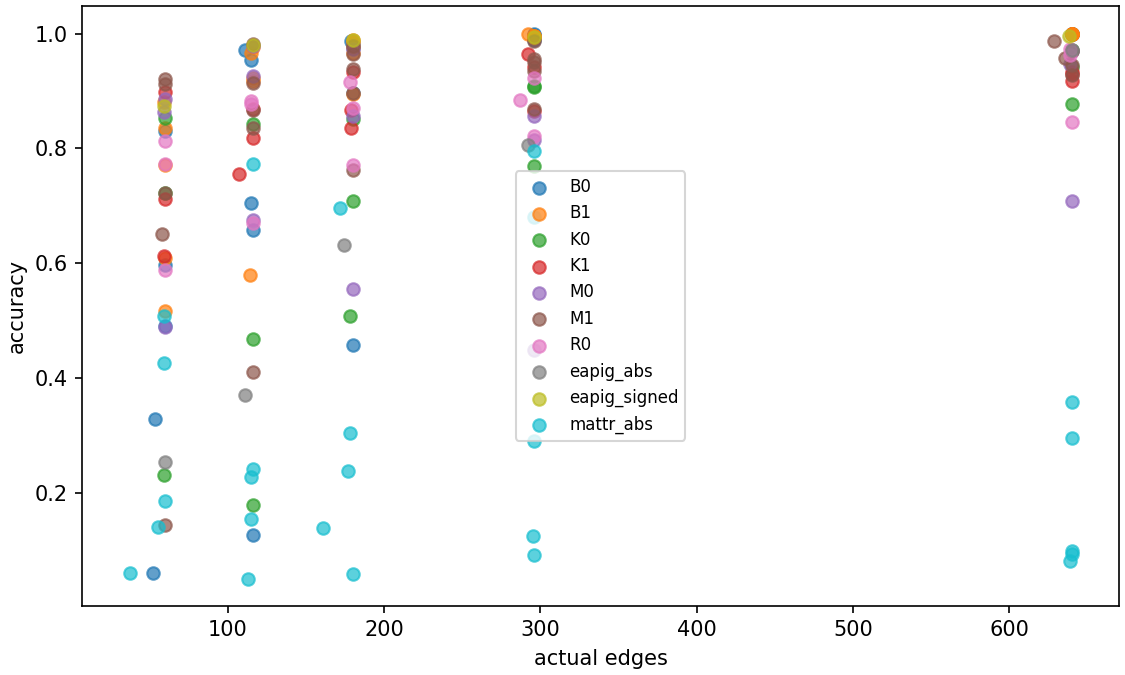 1.0
0.8
0.6
0.4
0.2
accuracy
B0
B1
K0
K1
M0
M1
R0
eapig_abs
eapig_signed
mattr_abs
100
200
300
400
500
600
actual edges